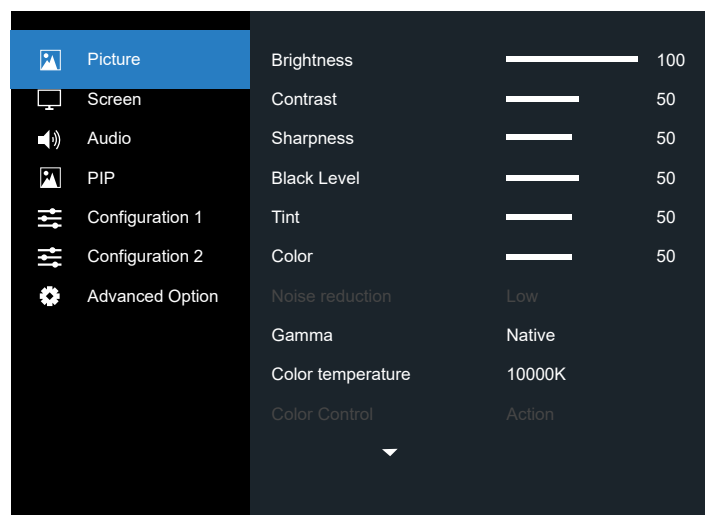 Picture
Screen
Audio
PIP
Configuration 1
Configuration 2
Advanced Option
Brightness 100
Contrast 50
Sharpness 50
Black Level 50
Tint 50
Color 50
Noise reduction Low
Gamma Native
Color temperature 10000K
Color Control Action